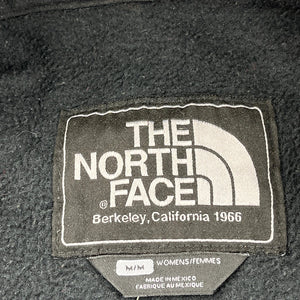 THE
NORTH
FACE
Berkeley, California 1966
M/M WOMENS/FEMMES
MADE IN MEXICO
FABRIQUÉ AU MEXIQUE